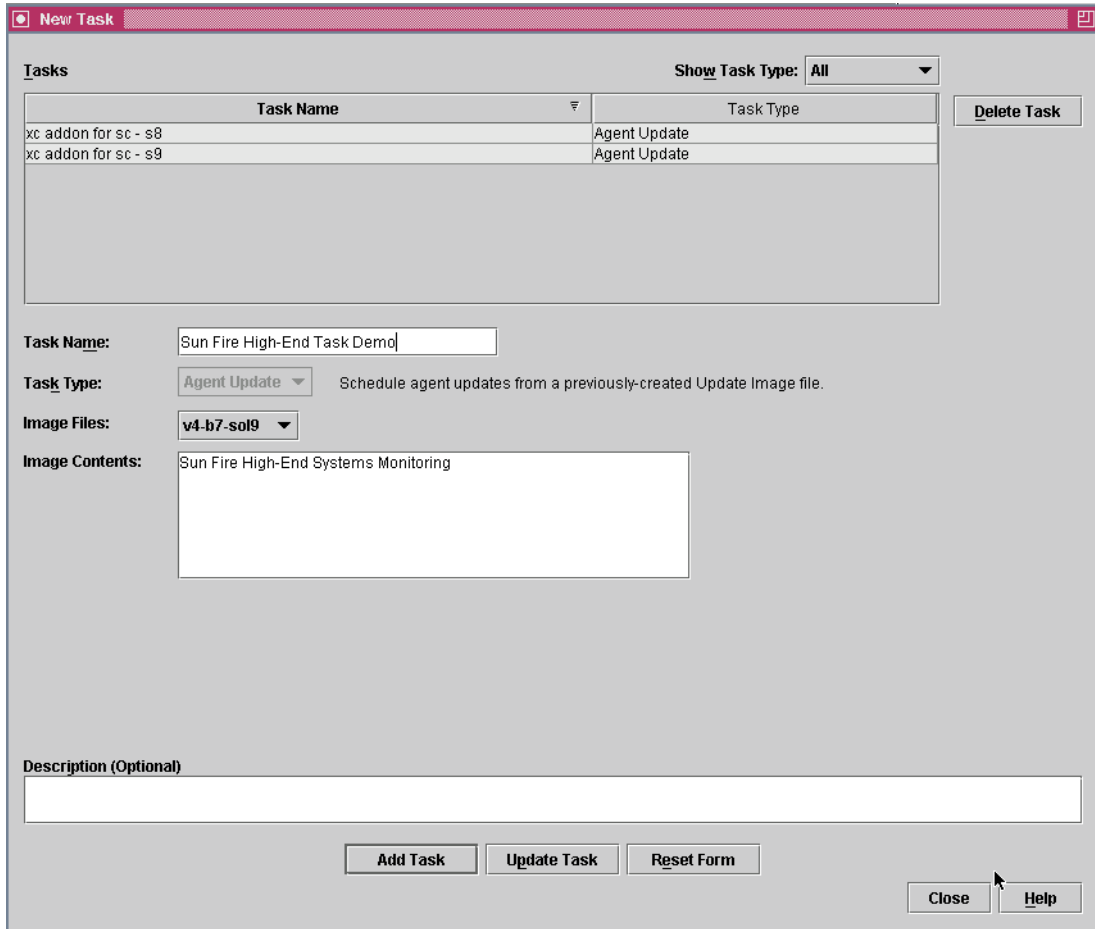 New Task
Tasks
Show Task Type: All
Task Name Task Type
Delete Task
xc addon for sc - s8 Agent Update
xc addon for sc - s9 Agent Update
Task Name: Sun Fire High-End Task Demo
Task Type: Agent Update Schedule agent updates from a previously-created Update Image file.
Image Files: v4-b7-sol9
Image Contents: Sun Fire High-End Systems Monitoring
Description (Optional)
Add Task Update Task Reset Form
Close Help